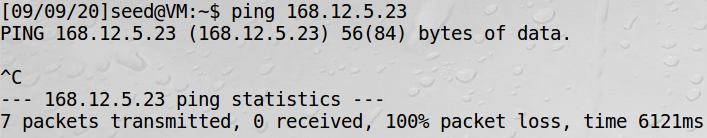 [09/09/20]seed@VM:~$ ping 168.12.5.23
PING 168.12.5.23 (168.12.5.23) 56(84) bytes of data.
^C
--- 168.12.5.23 ping statistics ---
7 packets transmitted, 0 received, 100% packet loss, time 6121ms